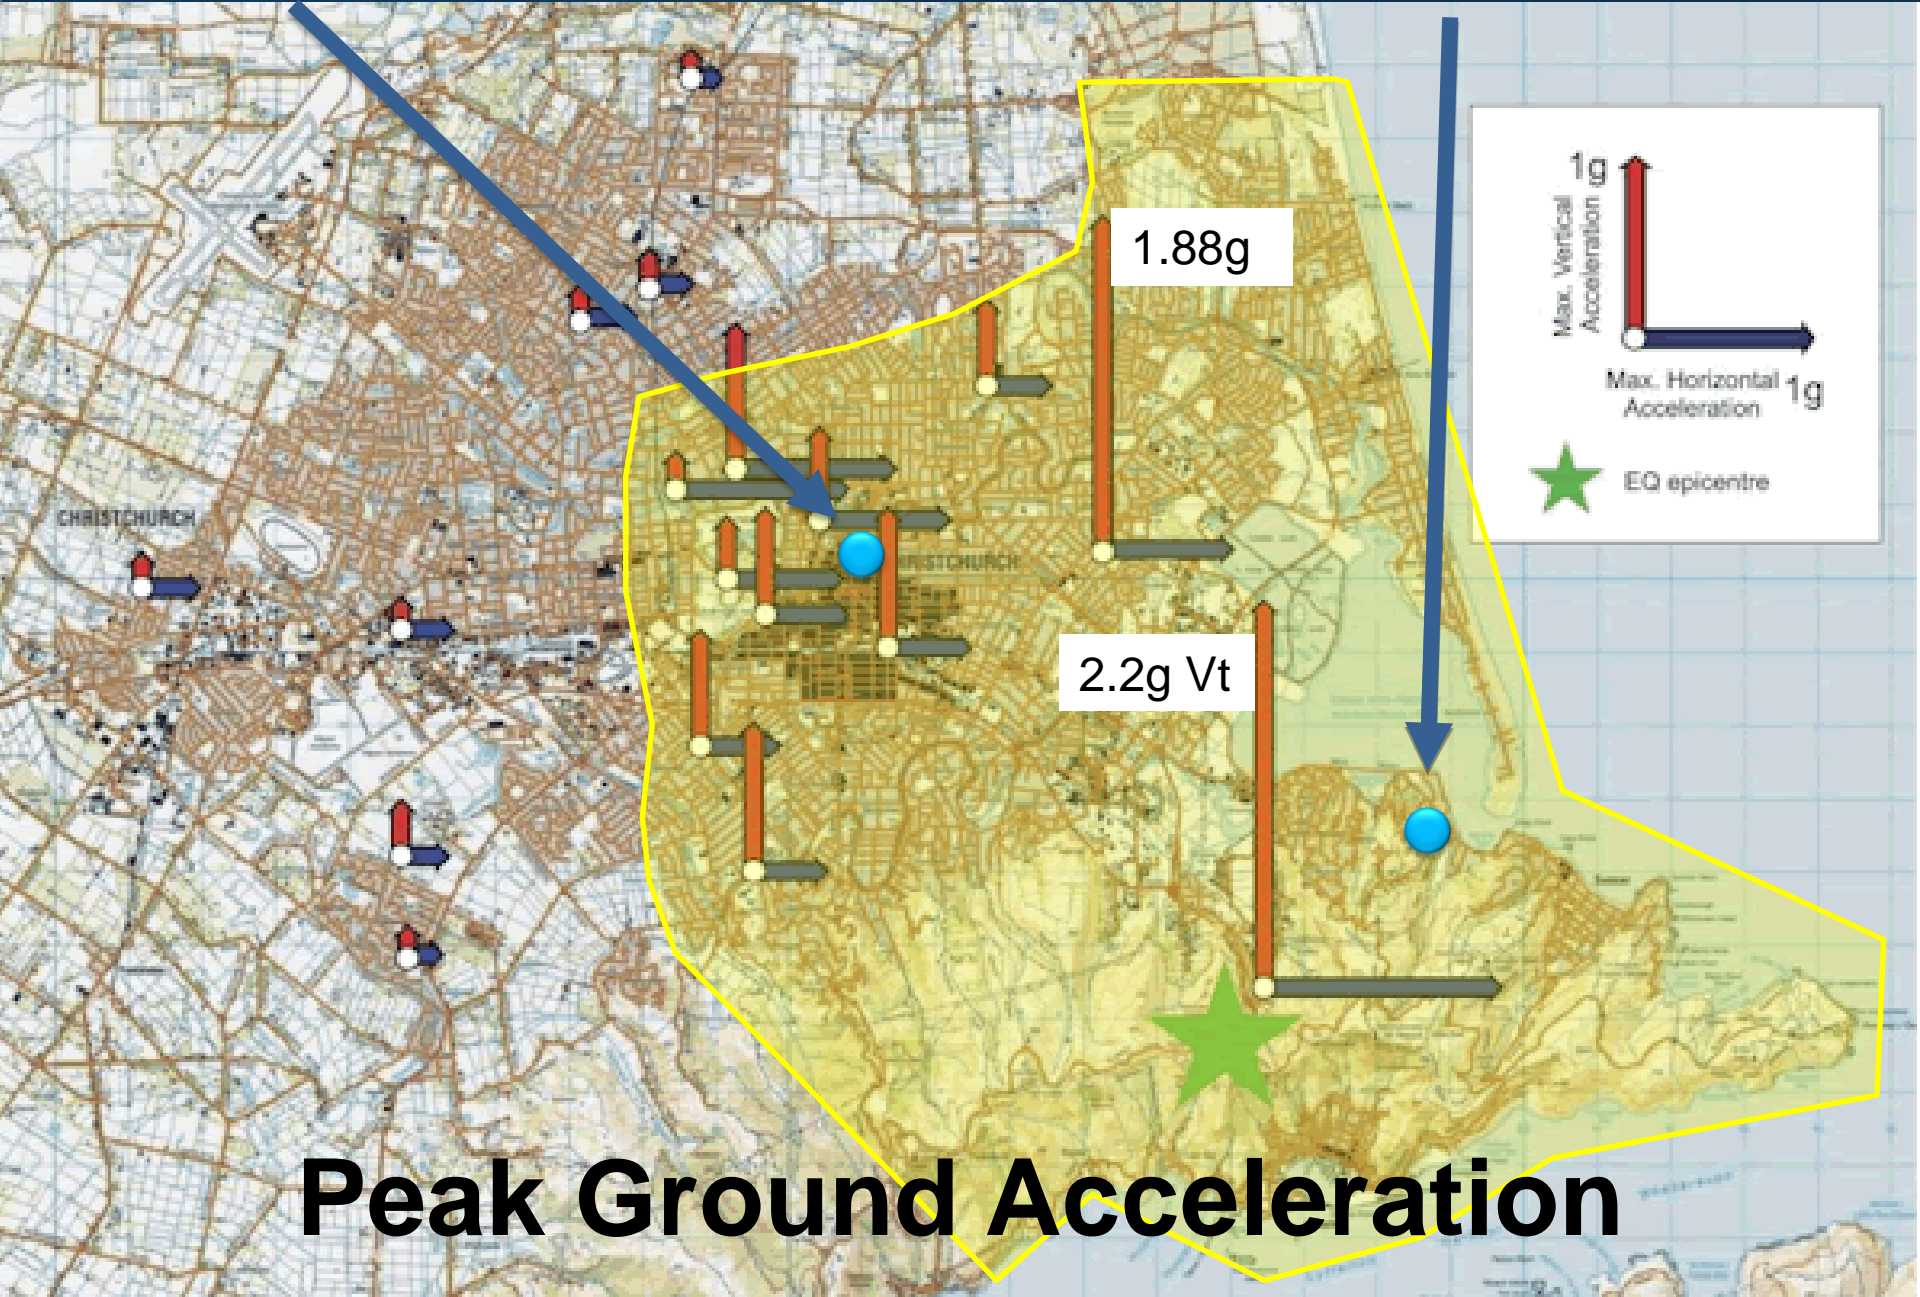 1.88g
1g
Max. Vertical
Acceleration
Max. Horizontal
Acceleration
1g
EQ epicentre
CHRISTCHURCH
RISTCHURCH
2.2g Vt
Peak Ground Acceleration